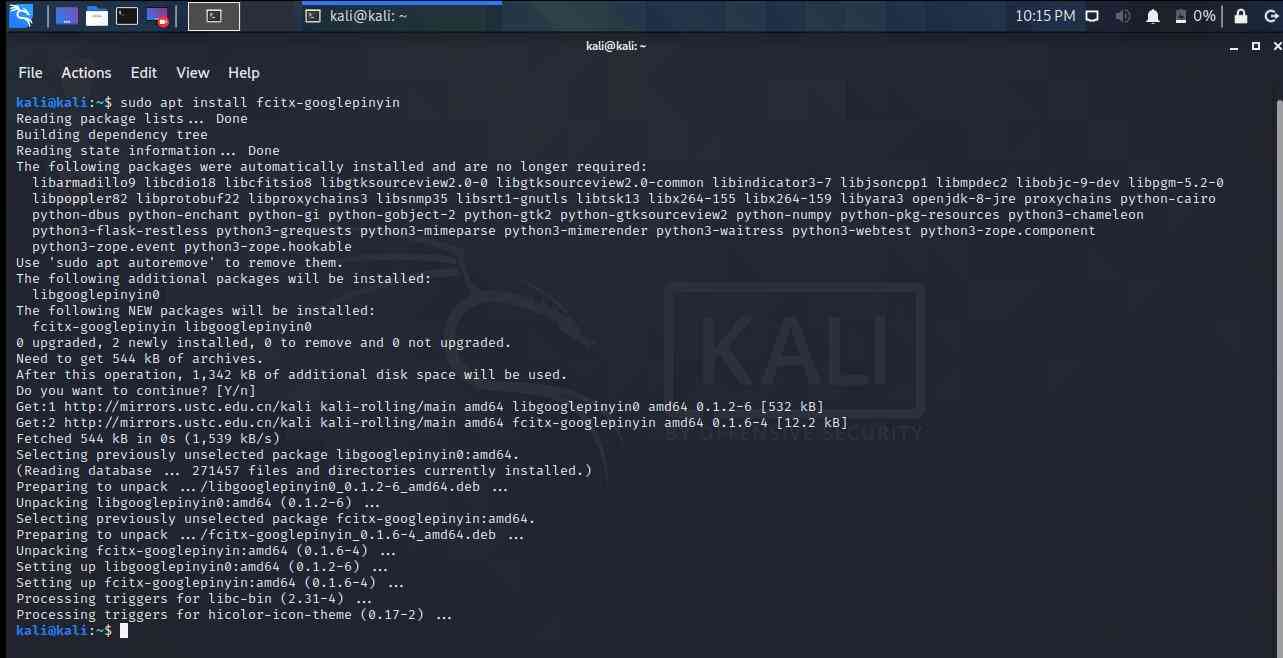 kali@kali: ~
10:15 PM
0%
kali@kali: ~
File Actions Edit View Help
kali@kali:~$ sudo apt install fcitx-googlepinyin
Reading package lists ... Done
Building dependency tree
Reading state information ... Done
The following packages were automatically installed and are no longer required:
libarmadillo9 libcdio18 libcfitsio8 libgtksourceview2.0-0 libgtksourceview2.0-common libindicator3-7 libjsoncpp1 libmpdec2 libobjc-9-dev libpgm-5.2-0
libpoppler82 libprotobuf22 libproxychains3 libsnmp35 libsrt1-gnutls libtsk13 libx264-155 libx264-159 libyara3 openjdk-8-jre proxychains python-cairo
python-dbus python-enchant python-gi python-gobject-2 python-gtk2 python-gtksourceview2 python-numpy python-pkg-resources python3-chameleon
python3-flask-restless python3-grequests python3-mimeparse python3-mimerender python3-waitress python3-webtest python3-zope.component
python3-zope.event python3-zope.hookable
Use 'sudo apt autoremove' to remove them.
The following additional packages will be installed:
libgooglepinyin0
The following NEW packages will be installed:
fcitx-googlepinyin libgooglepinyin0
0 upgraded, 2 newly installed, 0 to remove and 0 not upgraded.
Need to get 544 kB of archives.
After this operation, 1,342 kB of additional disk space will be used.
Do you want to continue? [Y/n]
Get:1 http://mirrors.ustc.edu.cn/kali kali-rolling/main amd64 libgooglepinyin0 amd64 0.1.2-6 [532 kB]
Get:2 http://mirrors.ustc.edu.cn/kali kali-rolling/main amd64 fcitx-googlepinyin amd64 0.1.6-4 [12.2 kB]
Fetched 544 kB in 0s (1,539 kB/s)
Selecting previously unselected package libgooglepinyin0:amd64.
(Reading database ... 271457 files and directories currently installed.)
Preparing to unpack .../libgooglepinyin0_0.1.2-6_amd64.deb ...
Unpacking libgooglepinyin0:amd64 (0.1.2-6) ...
Selecting previously unselected package fcitx-googlepinyin:amd64.
Preparing to unpack .../fcitx-googlepinyin_0.1.6-4_amd64.deb ...
Unpacking fcitx-googlepinyin:amd64 (0.1.6-4) ...
Setting up libgooglepinyin0:amd64 (0.1.2-6) ...
Setting up fcitx-googlepinyin:amd64 (0.1.6-4) ...
Processing triggers for libc-bin (2.31-4) ...
Processing triggers for hicolor-icon-theme (0.17-2) ...
kali@kali:~$
KALI
BY OFFENSIVE SECURITY